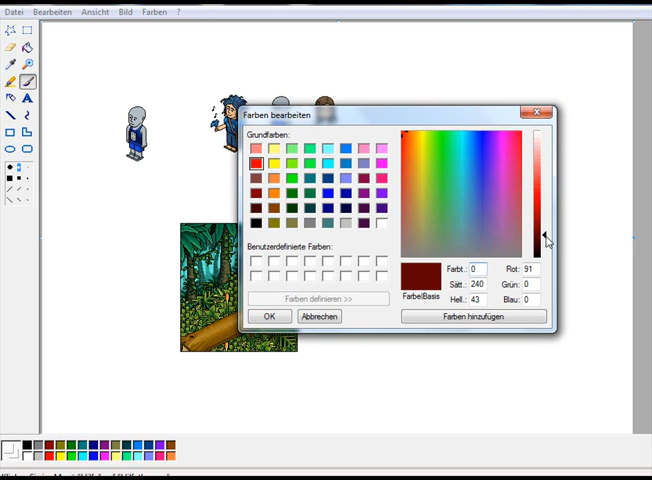 Datei Bearbeiten Ansicht Bild Farben ?
Farben bearbeiten
Grundfarben:
Benutzerdefinierte Farben:
Farben definieren >>
OK Abbrechen
Farbe|Basis
Farbt.: 0 Rot: 91
Sätt.: 240 Grün: 0
Hell.: 43 Blau: 0
Farben hinzufügen